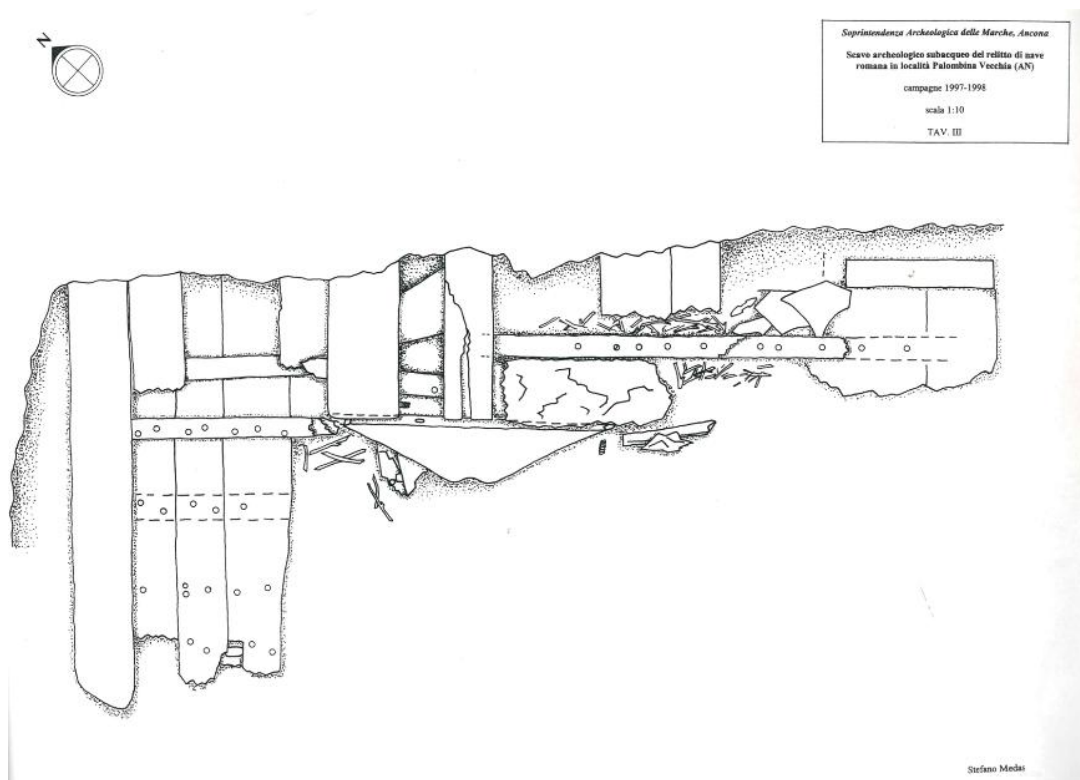 N
Soprintendenza Archeologica delle Marche, Ancona
Scavo archeologico subacqueo del relitto di nave
romana in località Palombina Vecchia (AN)
campagne 1997-1998
scala 1:10
TAV. III
Stefano Medas